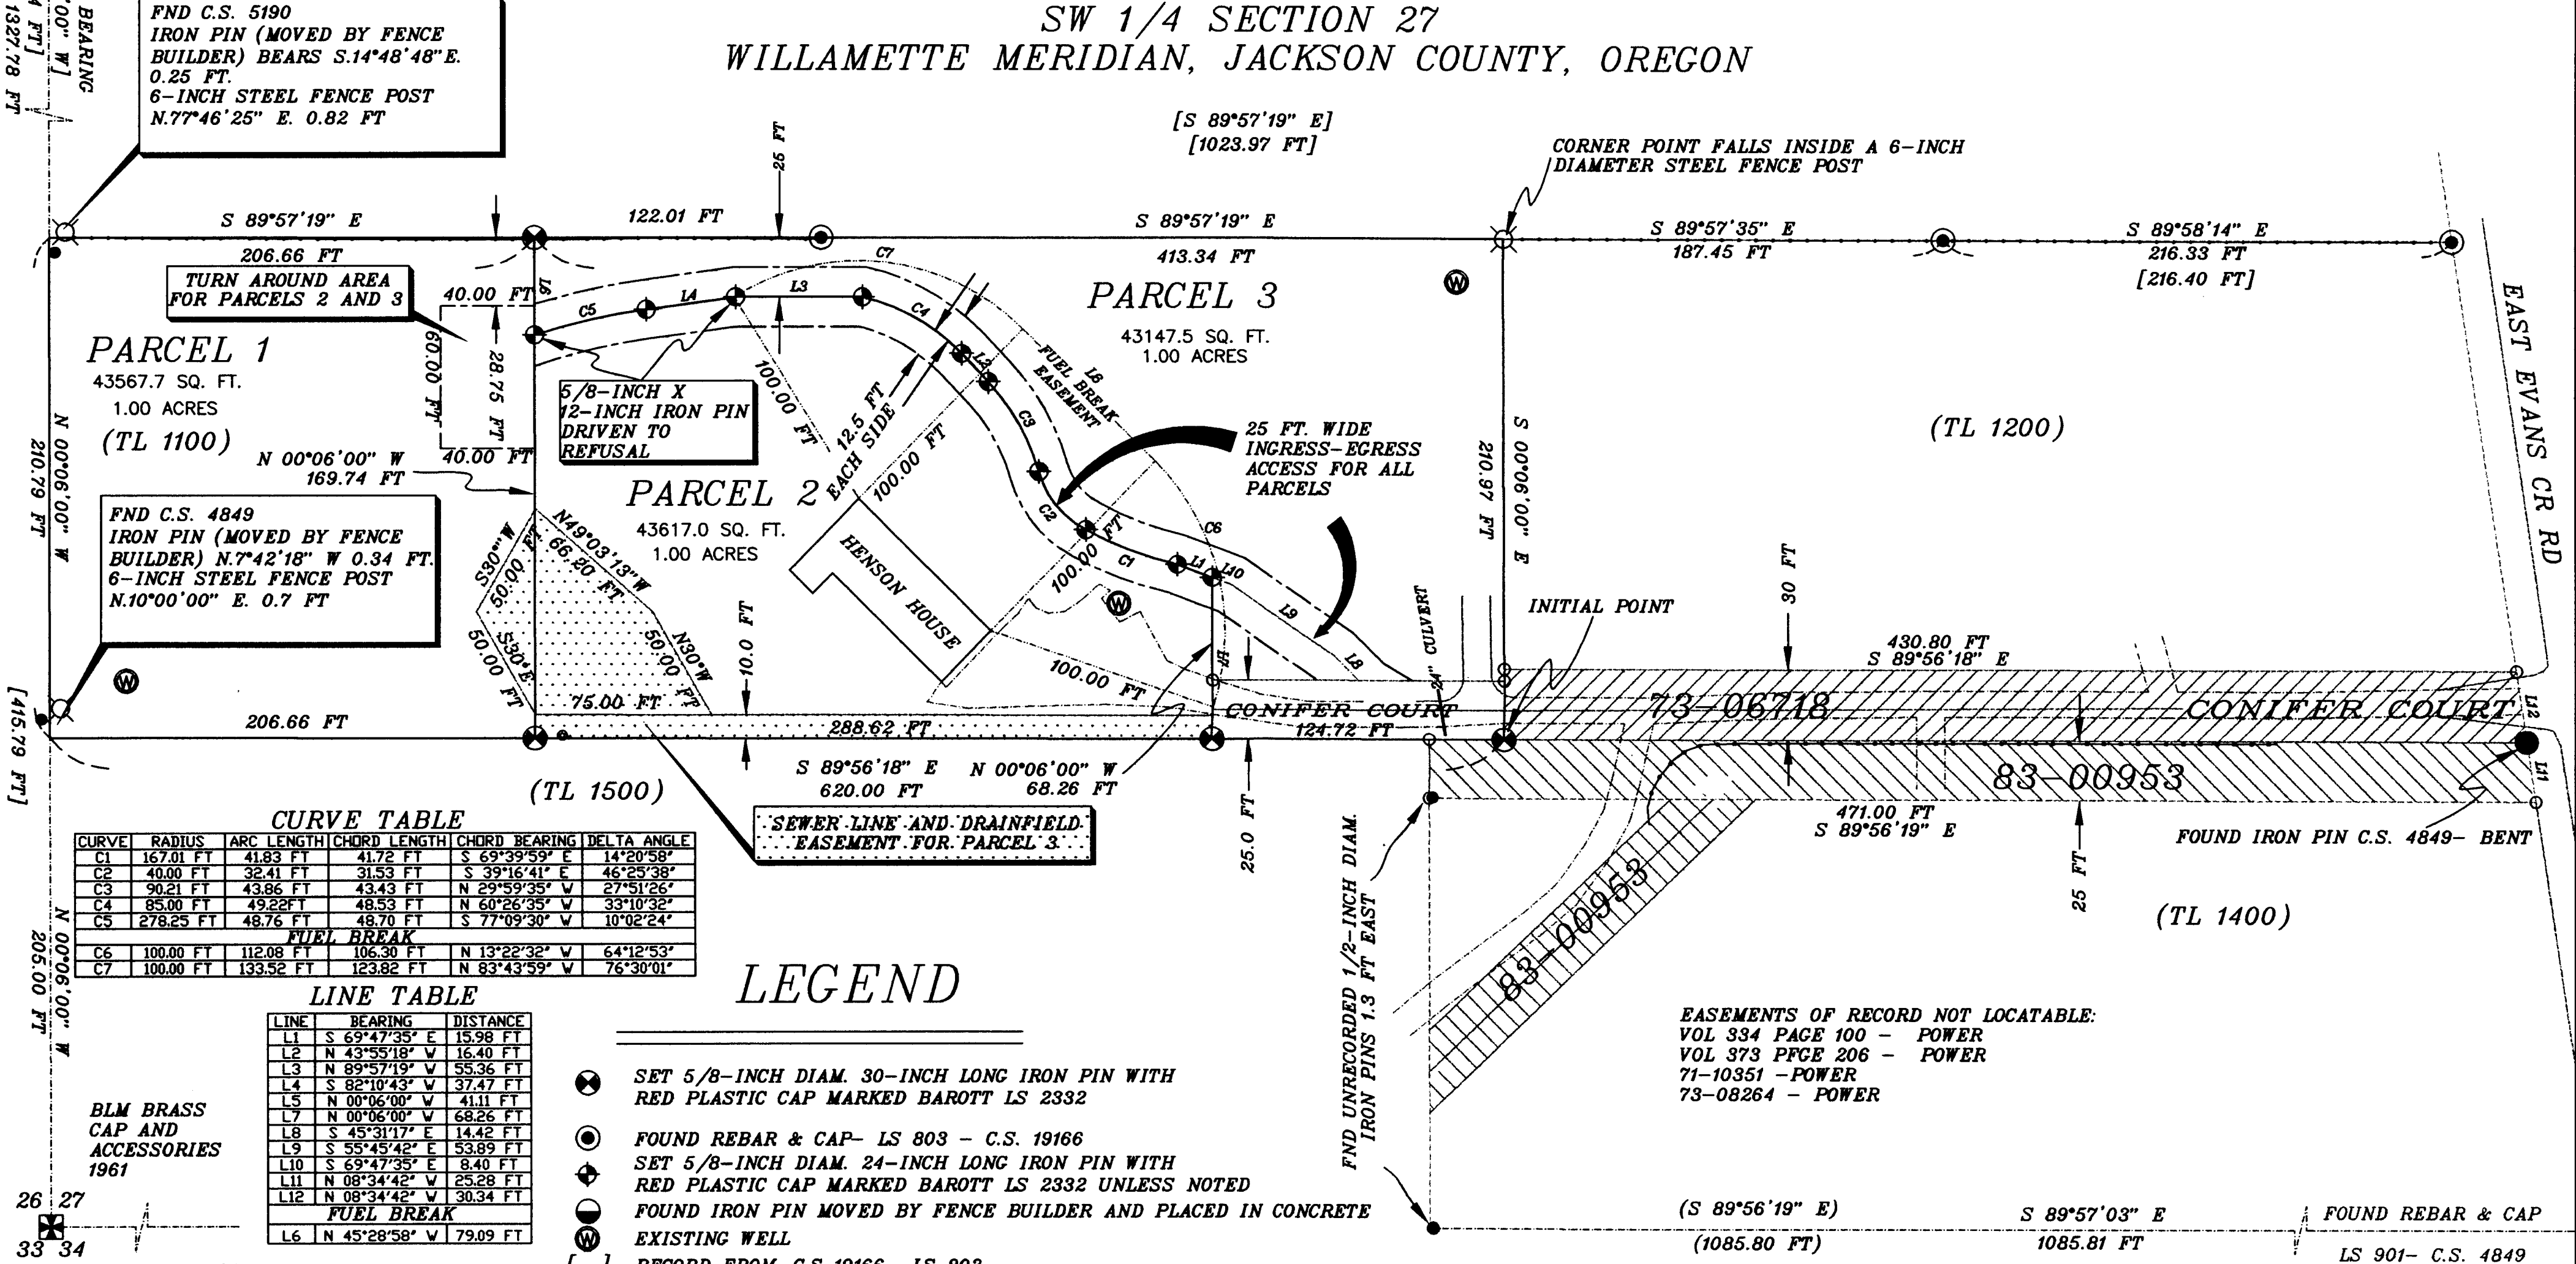 SW 1/4 SECTION 27
WILLAMETTE MERIDIAN, JACKSON COUNTY, OREGON
BEARING
'00" W]
4 FT]
1327.78 FT
FND C.S. 5190
IRON PIN (MOVED BY FENCE
BUILDER) BEARS S.14°48'48"E.
0.25 FT.
6-INCH STEEL FENCE POST
N.77°46'25" E. 0.82 FT
[S 89°57'19" E]
[1023.97 FT]
CORNER POINT FALLS INSIDE A 6-INCH
DIAMETER STEEL FENCE POST
25 FT
S 89°57'19" E
206.66 FT
122.01 FT
S 89°57'19" E
413.34 FT
S 89°57'35" E
187.45 FT
S 89°58'14" E
216.33 FT
[216.40 FT]
TURN AROUND AREA
FOR PARCELS 2 AND 3
40.00 FT
60.00 FT
28.75 FT
40.00 FT
L5
C5
L4
L3
C7
C4
L2
C3
C2
C1
L1
L10
C6
L9
L8
L7
L6
FUEL BREAK
EASEMENT
PARCEL 1
43567.7 SQ. FT.
1.00 ACRES
(TL 1100)
PARCEL 3
43147.5 SQ. FT.
1.00 ACRES
5/8-INCH X
12-INCH IRON PIN
DRIVEN TO
REFUSAL
100.00 FT
12.5 FT
EACH SIDE
100.00 FT
100.00 FT
100.00 FT
25 FT. WIDE
INGRESS-EGRESS
ACCESS FOR ALL
PARCELS
(TL 1200)
EAST EVANS CR RD
N 00°06'00" W
210.79 FT
N 00°06'00" W
169.74 FT
PARCEL 2
43617.0 SQ. FT.
1.00 ACRES
HENSON HOUSE
S 00°06'00" E
210.97 FT
FND C.S. 4849
IRON PIN (MOVED BY FENCE
BUILDER) N.7°42'18" W 0.34 FT.
6-INCH STEEL FENCE POST
N.10°00'00" E. 0.7 FT
S30°W
50.00 FT
N49°03'13"W
66.20 FT
S30°E
50.00 FT
N30°W
50.00 FT
75.00 FT
10.0 FT
24" CULVERT
INITIAL POINT
30 FT
430.80 FT
S 89°56'18" E
W
W
W
[415.79 FT]
206.66 FT
288.62 FT
CONIFER COURT
124.72 FT
73-06718
CONIFER COURT
L12
L11
83-00953
471.00 FT
S 89°56'19" E
83-00953
(TL 1500)
S 89°56'18" E
620.00 FT
N 00°06'00" W
68.26 FT
25.0 FT
25 FT
FOUND IRON PIN C.S. 4849- BENT
(TL 1400)
SEWER LINE AND DRAINFIELD
EASEMENT FOR PARCEL 3
CURVE TABLE
CURVE RADIUS ARC LENGTH CHORD LENGTH CHORD BEARING DELTA ANGLE
C1 167.01 FT 41.83 FT 41.72 FT S 69°39'59" E 14°20'58"
C2 40.00 FT 32.41 FT 31.53 FT S 39°16'41" E 46°25'38"
C3 90.21 FT 43.86 FT 43.43 FT N 29°59'35" W 27°51'26"
C4 85.00 FT 49.22FT 48.53 FT N 60°26'35" W 33°10'32"
C5 278.25 FT 48.76 FT 48.70 FT S 77°09'30" W 10°02'24"
FUEL BREAK
C6 100.00 FT 112.08 FT 106.30 FT N 13°22'32" W 64°12'53"
C7 100.00 FT 133.52 FT 123.82 FT N 83°43'59" W 76°30'01"
N 00°06'00" W
205.00 FT
LINE TABLE
LINE BEARING DISTANCE
L1 S 69°47'35" E 15.98 FT
L2 N 43°55'18" W 16.40 FT
L3 N 89°57'19" W 55.36 FT
L4 S 82°10'43" W 37.47 FT
L5 N 00°06'00" W 41.11 FT
L7 N 00°06'00" W 68.26 FT
L8 S 45°31'17" E 14.42 FT
L9 S 55°45'42" E 53.89 FT
L10 S 69°47'35" E 8.40 FT
L11 N 08°34'42" W 25.28 FT
L12 N 08°34'42" W 30.34 FT
FUEL BREAK
L6 N 45°28'58" W 79.09 FT
BLM BRASS
CAP AND
ACCESSORIES
1961
26 27
33 34
LEGEND
SET 5/8-INCH DIAM. 30-INCH LONG IRON PIN WITH
RED PLASTIC CAP MARKED BAROTT LS 2332
FOUND REBAR & CAP- LS 803 - C.S. 19166
SET 5/8-INCH DIAM. 24-INCH LONG IRON PIN WITH
RED PLASTIC CAP MARKED BAROTT LS 2332 UNLESS NOTED
FOUND IRON PIN MOVED BY FENCE BUILDER AND PLACED IN CONCRETE
W EXISTING WELL
[ ] RECORD FROM C.S.19166
FND UNRECORDED 1/2-INCH DIAM.
IRON PINS 1.3 FT EAST
EASEMENTS OF RECORD NOT LOCATABLE:
VOL 334 PAGE 100 - POWER
VOL 373 PFGE 206 - POWER
71-10351 -POWER
73-08264 - POWER
(S 89°56'19" E)
(1085.80 FT)
S 89°57'03" E
1085.81 FT
FOUND REBAR & CAP
LS 901- C.S. 4849